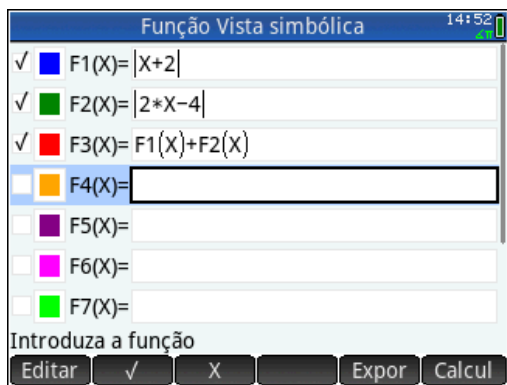 Função Vista simbólica 14:52
∡π
√ F1(X)= |X+2|
√ F2(X)= |2*X−4|
√ F3(X)= F1(X)+F2(X)
F4(X)=
F5(X)=
F6(X)=
F7(X)=
Introduza a função
Editar √ X Expor Calcul